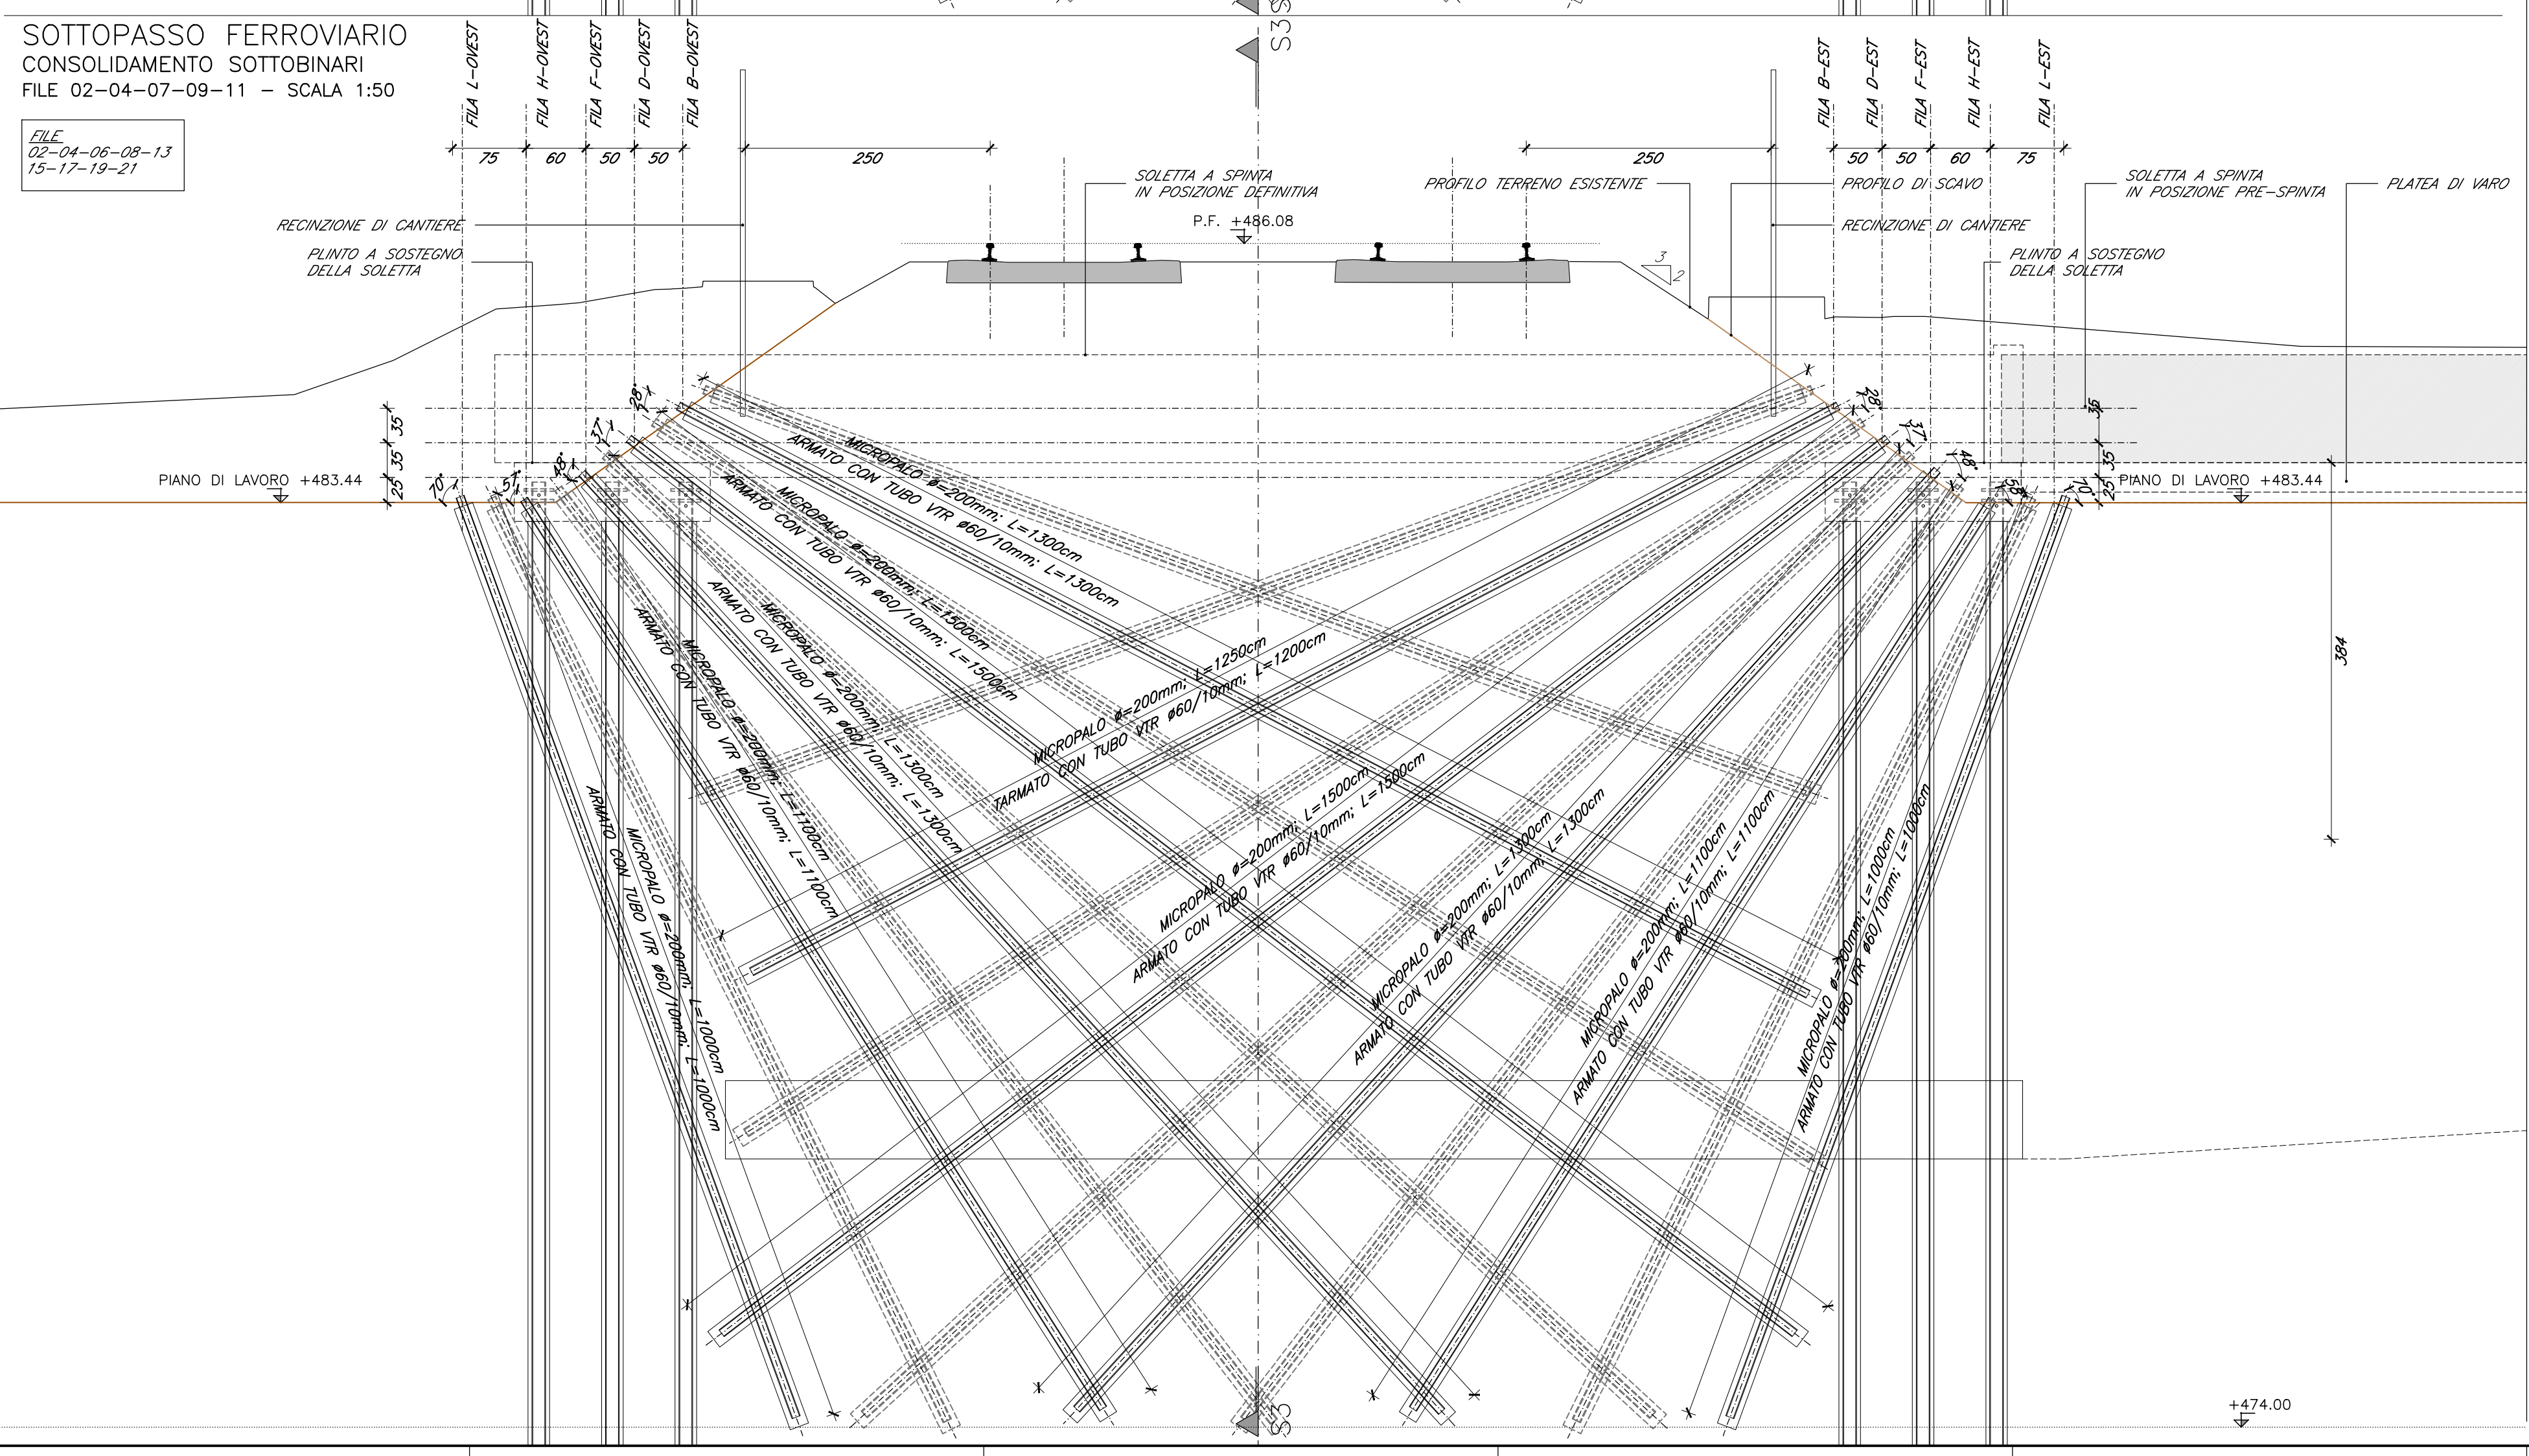 SOTTOPASSO FERROVIARIO
CONSOLIDAMENTO SOTTOBINARI
FILE 02-04-07-09-11 - SCALA 1:50
FILE
02-04-06-08-13
15-17-19-21
FILA L-OVEST
FILA H-OVEST
FILA F-OVEST
FILA D-OVEST
FILA B-OVEST
S3
FILA B-EST
FILA D-EST
FILA F-EST
FILA H-EST
FILA L-EST
75
60
50
50
250
250
50
50
60
75
SOLETTA A SPINTA
IN POSIZIONE DEFINITIVA
P.F. +486.08
PROFILO TERRENO ESISTENTE
PROFILO DI SCAVO
SOLETTA A SPINTA
IN POSIZIONE PRE-SPINTA
PLATEA DI VARO
RECINZIONE DI CANTIERE
PLINTO A SOSTEGNO
DELLA SOLETTA
RECINZIONE DI CANTIERE
PLINTO A SOSTEGNO
DELLA SOLETTA
3
2
35
35
25
PIANO DI LAVORO +483.44
70°
57°
48°
37°
28°
28°
37°
48°
58°
70°
35
35
25
PIANO DI LAVORO +483.44
384
MICROPALO ø=200mm; L=1300cm
ARMATO CON TUBO VTR ø60/10mm; L=1300cm
MICROPALO ø=200mm; L=1500cm
ARMATO CON TUBO VTR ø60/10mm; L=1500cm
MICROPALO ø=200mm; L=1300cm
ARMATO CON TUBO VTR ø60/10mm; L=1300cm
MICROPALO ø=200mm; L=1100cm
ARMATO CON TUBO VTR ø60/10mm; L=1100cm
MICROPALO ø=200mm; L=1000cm
ARMATO CON TUBO VTR ø60/10mm; L=1000cm
MICROPALO ø=200mm; L=1250cm
TARMATO CON TUBO VTR ø60/10mm; L=1200cm
MICROPALO ø=200mm; L=1500cm
ARMATO CON TUBO VTR ø60/10mm; L=1500cm
MICROPALO ø=200mm; L=1300cm
ARMATO CON TUBO VTR ø60/10mm; L=1300cm
MICROPALO ø=200mm; L=1100cm
ARMATO CON TUBO VTR ø60/10mm; L=1100cm
MICROPALO ø=200mm; L=1000cm
ARMATO CON TUBO VTR ø60/10mm; L=1000cm
+474.00
S3